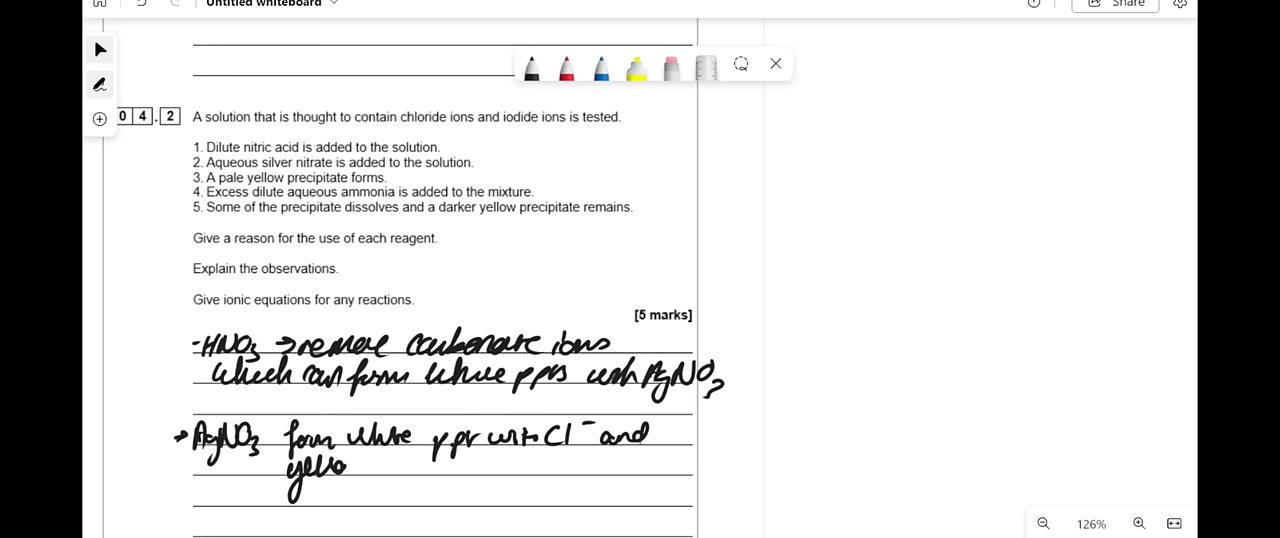 Untitled whiteboard
Share
04.2 A solution that is thought to contain chloride ions and iodide ions is tested.
1. Dilute nitric acid is added to the solution.
2. Aqueous silver nitrate is added to the solution.
3. A pale yellow precipitate forms.
4. Excess dilute aqueous ammonia is added to the mixture.
5. Some of the precipitate dissolves and a darker yellow precipitate remains.
Give a reason for the use of each reagent.
Explain the observations.
Give ionic equations for any reactions.
[5 marks]
- HNO3 → remove carbonate ions
which can form white ppts with AgNO3
→ AgNO3 form white ppt with Cl⁻ and
yello
126%